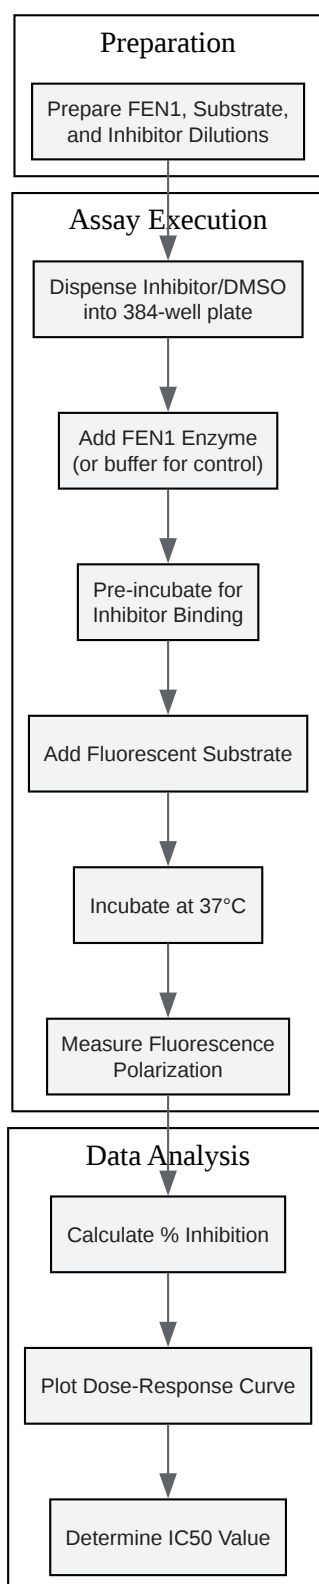 Preparation
Prepare FEN1, Substrate,
and Inhibitor Dilutions
Assay Execution
Dispense Inhibitor/DMSO
into 384-well plate
Add FEN1 Enzyme
(or buffer for control)
Pre-incubate for
Inhibitor Binding
Add Fluorescent Substrate
Incubate at 37°C
Measure Fluorescence
Polarization
Data Analysis
Calculate % Inhibition
Plot Dose-Response Curve
Determine IC50 Value